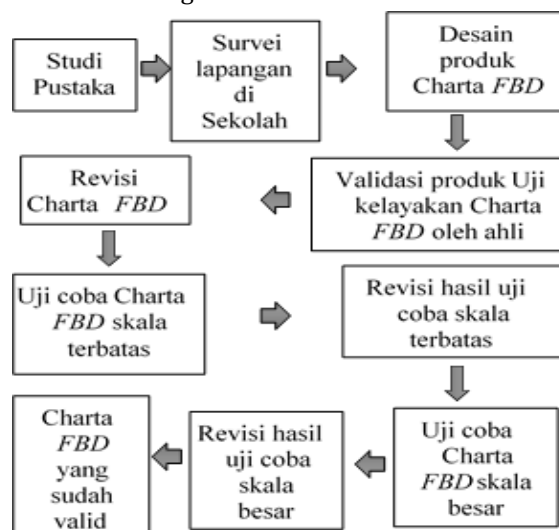 Studi
Pustaka
Survei
lapangan
di
Sekolah
Desain
produk
Charta FBD
Validasi produk Uji
kelayakan Charta
FBD oleh ahli
Revisi
Charta FBD
Uji coba Charta
FBD skala
terbatas
Revisi hasil uji
coba skala
terbatas
Uji coba
Charta
FBD skala
besar
Revisi hasil
uji coba
skala
besar
Charta
FBD
yang
sudah
valid